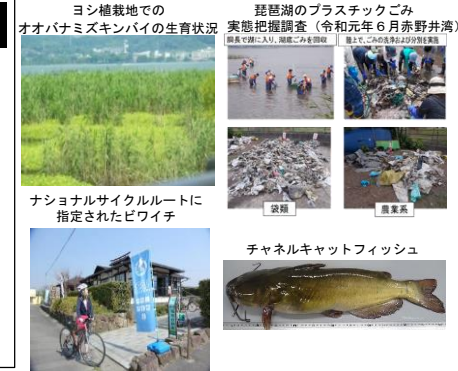 ヨシ植栽地での
オオバナミズキンバイの生育状況
琵琶湖のプラスチックごみ
実態把握調査（令和元年６月赤野井湾）
胴長で湖に入り、湖底ごみを回収
陸上で、ごみの洗浄および分別を実施
袋類
農業系
ナショナルサイクルルートに
指定されたビワイチ
チャネルキャットフィッシュ